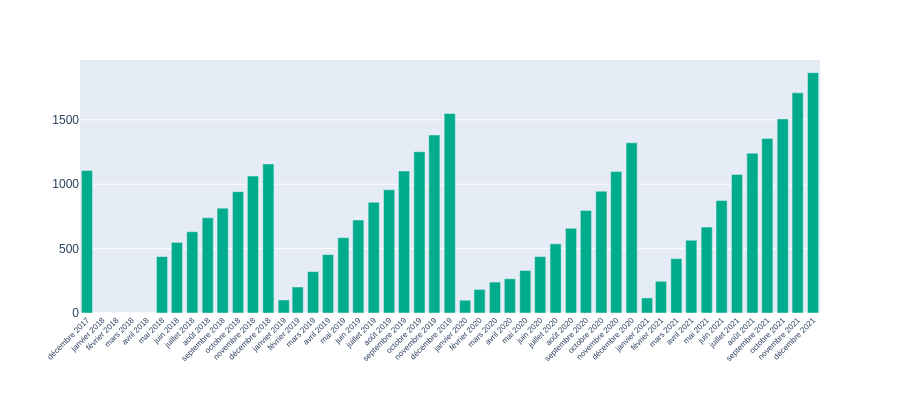 1500
1000
500
0
décembre 2017
janvier 2018
février 2018
mars 2018
avril 2018
mai 2018
juin 2018
juillet 2018
août 2018
septembre 2018
octobre 2018
novembre 2018
décembre 2018
janvier 2019
février 2019
mars 2019
avril 2019
mai 2019
juin 2019
juillet 2019
août 2019
septembre 2019
octobre 2019
novembre 2019
décembre 2019
janvier 2020
février 2020
mars 2020
avril 2020
mai 2020
juin 2020
juillet 2020
août 2020
septembre 2020
octobre 2020
novembre 2020
décembre 2020
janvier 2021
février 2021
mars 2021
avril 2021
mai 2021
juin 2021
juillet 2021
août 2021
septembre 2021
octobre 2021
novembre 2021
décembre 2021